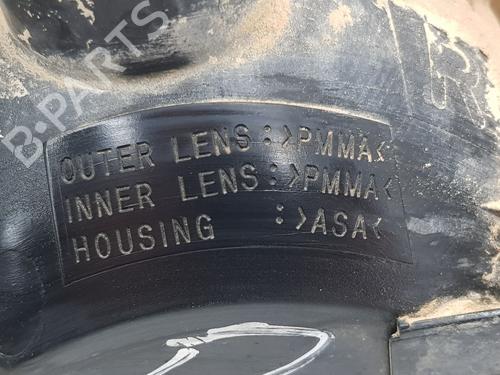 B-PARTS
R
OUTER LENS :>PMMA<
INNER LENS :>PMMA<
HOUSING :>ASA<